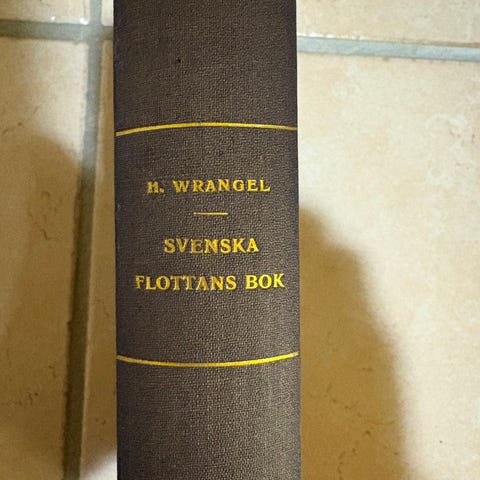 H. WRANGEL
SVENSKA
FLOTTANS BOK